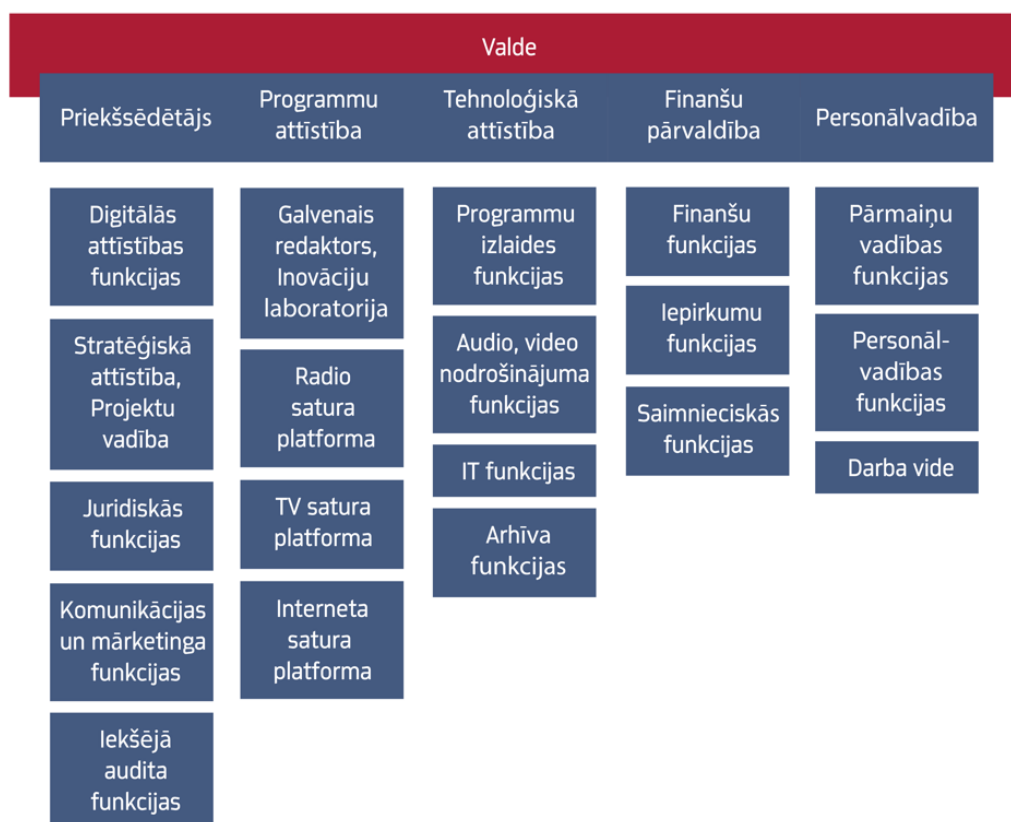 Valde
Priekšsēdētājs
Programmu
attīstība
Tehnoloģiskā
attīstība
Finanšu
pārvaldība
Personālvadība
Digitālās
attīstības
funkcijas
Stratēģiskā
attīstība,
Projektu
vadība
Juridiskās
funkcijas
Komunikācijas
un mārketinga
funkcijas
Iekšējā
audita
funkcijas
Galvenais
redaktors,
Inovāciju
laboratorija
Radio
satura
platforma
TV satura
platforma
Interneta
satura
platforma
Programmu
izlaides
funkcijas
Audio, video
nodrošinājuma
funkcijas
IT funkcijas
Arhīva
funkcijas
Finanšu
funkcijas
Iepirkumu
funkcijas
Saimnieciskās
funkcijas
Pārmaiņu
vadības
funkcijas
Personāl-
vadības
funkcijas
Darba vide